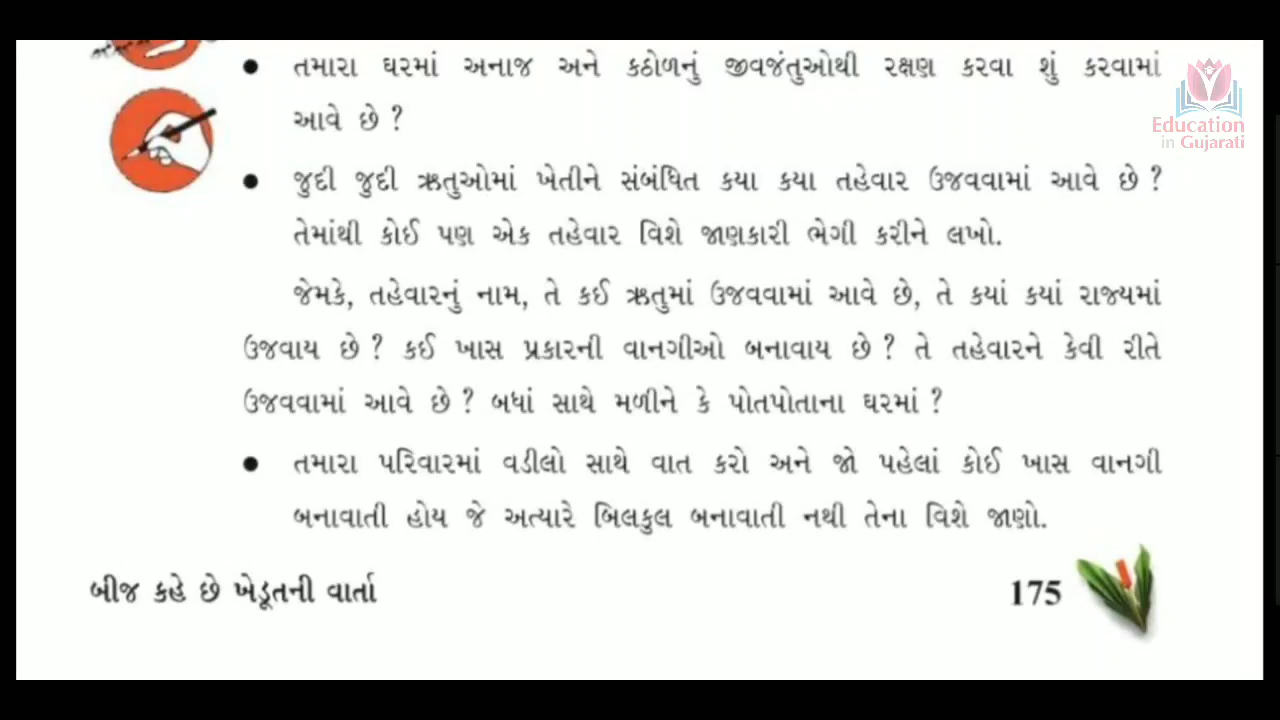 તમારા ઘરમાં અનાજ અને કઠોળનું જીવજંતુઓથી રક્ષણ કરવા શું કરવામાં
આવે છે ?
Education
in Gujarati
જુદી જુદી ઋતુઓમાં ખેતીને સંબંધિત કયા કયા તહેવાર ઉજવવામાં આવે છે ?
તેમાંથી કોઈ પણ એક તહેવાર વિશે જાણકારી ભેગી કરીને લખો.
જેમકે, તહેવારનું નામ, તે કઈ ઋતુમાં ઉજવવામાં આવે છે, તે કયાં કયાં રાજ્યમાં
ઉજવાય છે ? કઈ ખાસ પ્રકારની વાનગીઓ બનાવાય છે ? તે તહેવારને કેવી રીતે
ઉજવવામાં આવે છે ? બધાં સાથે મળીને કે પોતપોતાના ઘરમાં ?
તમારા પરિવારમાં વડીલો સાથે વાત કરો અને જો પહેલાં કોઈ ખાસ વાનગી
બનાવાતી હોય જે અત્યારે બિલકુલ બનાવાતી નથી તેના વિશે જાણો.
બીજ કહે છે ખેડૂતની વાર્તા 175